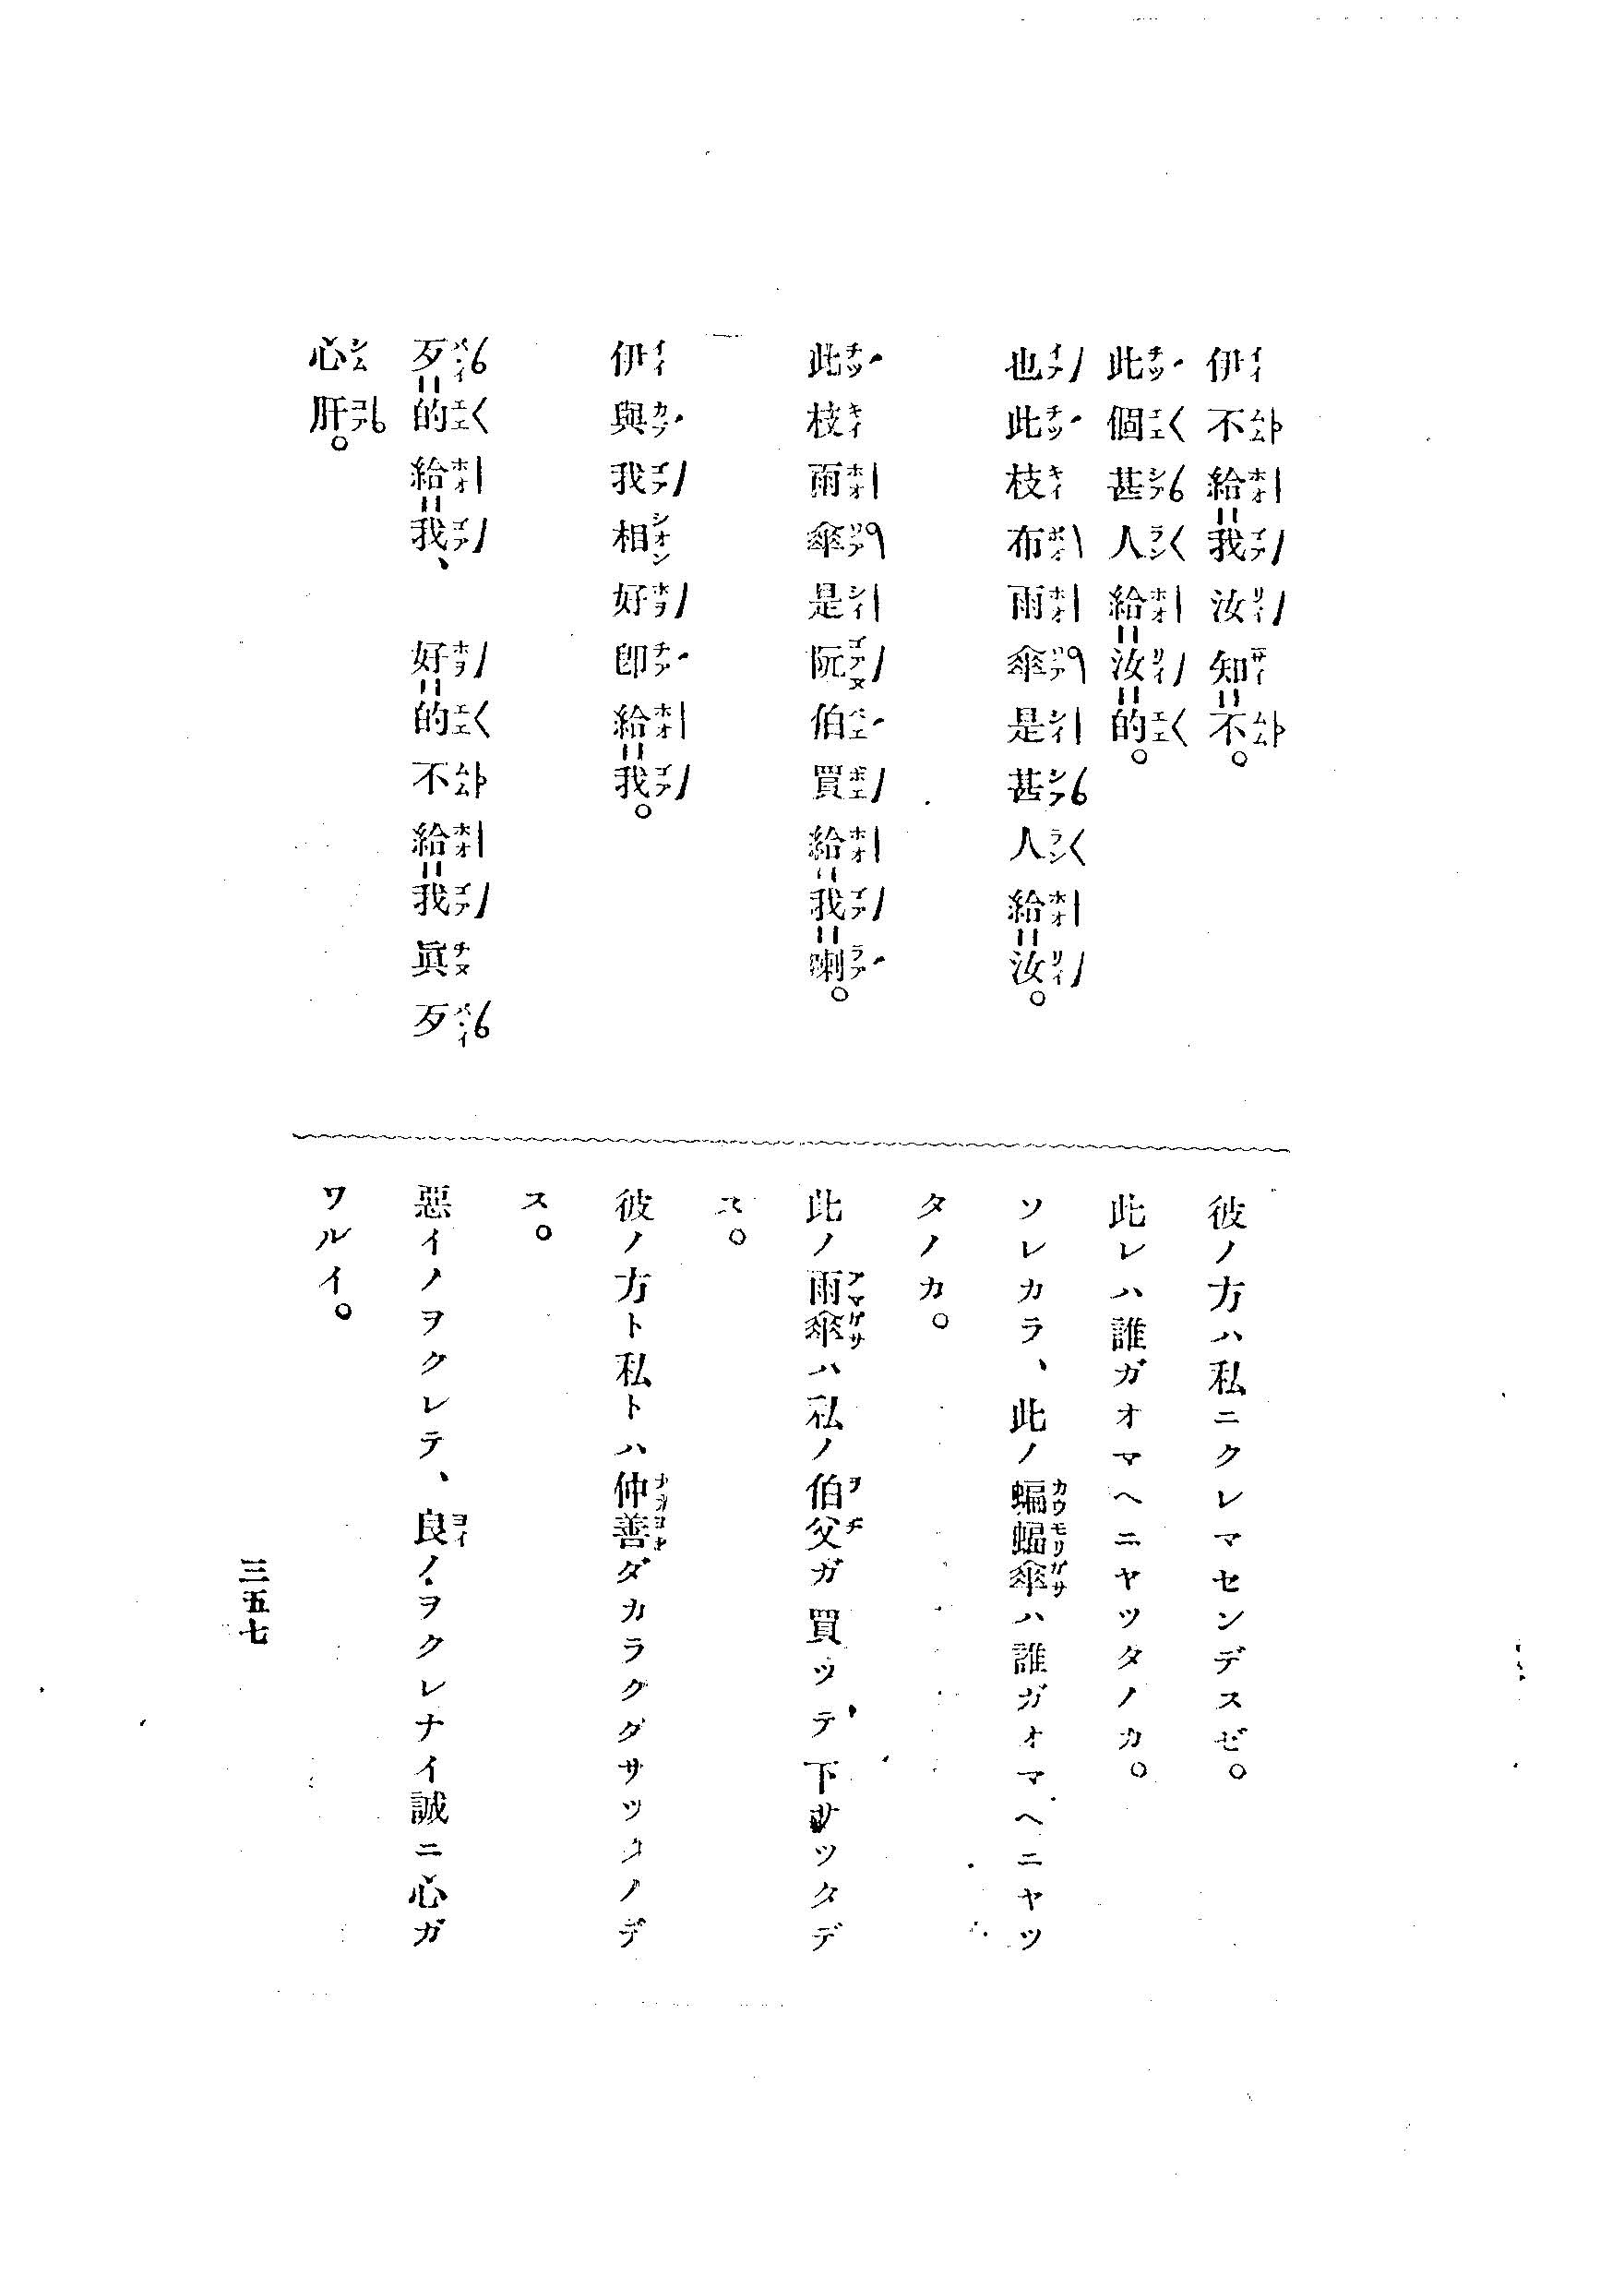 伊不給＝我汝知＝不。
此個甚人給＝汝＝的。
也此枝布雨傘是甚人給＝汝。
此枝雨傘是阮伯買給＝我＝喇。
伊與我相好卽給＝我。
歹＝的給＝我、好＝的不給＝我眞歹
心肝。
彼ノ方ハ私ニクレマセンデスゼ。
此レハ誰ガオマヘニヤツタノカ。
ソレカラ、此ノ蝙蝠傘ハ誰ガオマヘニヤツ
タノカ。
此ノ雨傘ハ私ノ伯父ガ買ツテ下サツタデ
ス。
彼ノ方ト私トハ仲善ダカラクダサツタノデ
ス。
惡イノヲクレテ、良ノヲクレナイ誠ニ心ガ
ワルイ。
三五七